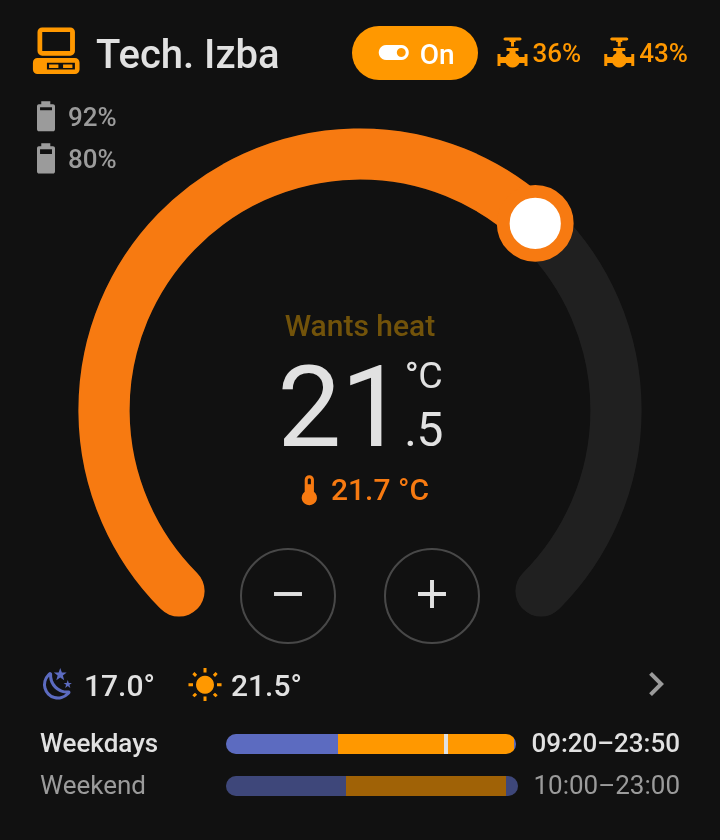 Tech. Izba On 36% 43%
92%
80%
Wants heat
21.5 °C
21.7 °C
17.0° 21.5°
Weekdays 09:20–23:50
Weekend 10:00–23:00